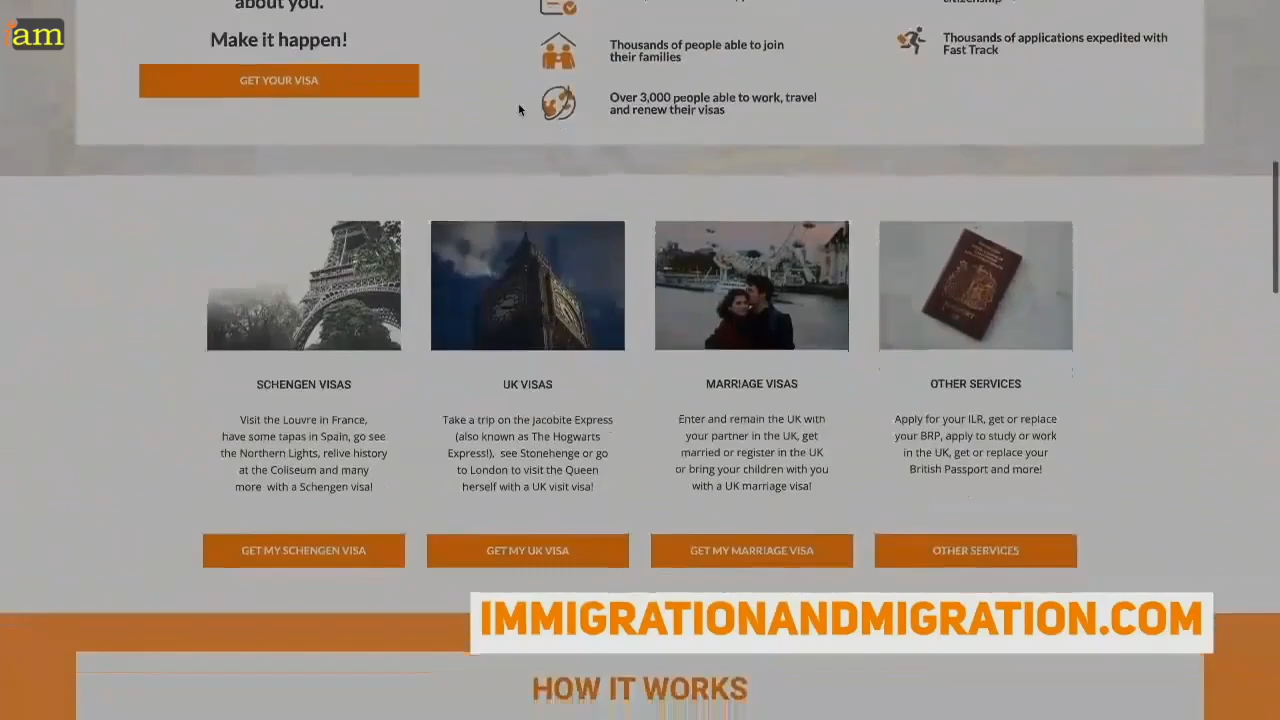 about you.
Make it happen!
GET YOUR VISA
iam
Thousands of people able to join
their families
Over 3,000 people able to work, travel
and renew their visas
citizenship
Thousands of applications expedited with
Fast Track
SCHENGEN VISAS
Visit the Louvre in France,
have some tapas in Spain, go see
the Northern Lights, relive history
at the Coliseum and many
more with a Schengen visa!
GET MY SCHENGEN VISA
UK VISAS
Take a trip on the Jacobite Express
(also known as The Hogwarts
Express!), see Stonehenge or go
to London to visit the Queen
herself with a UK visit visa!
GET MY UK VISA
MARRIAGE VISAS
Enter and remain the UK with
your partner in the UK, get
married or register in the UK
or bring your children with you
with a UK marriage visa!
GET MY MARRIAGE VISA
OTHER SERVICES
Apply for your ILR, get or replace
your BRP, apply to study or work
in the UK, get or replace your
British Passport and more!
OTHER SERVICES
IMMIGRATIONANDMIGRATION.COM
HOW IT WORKS